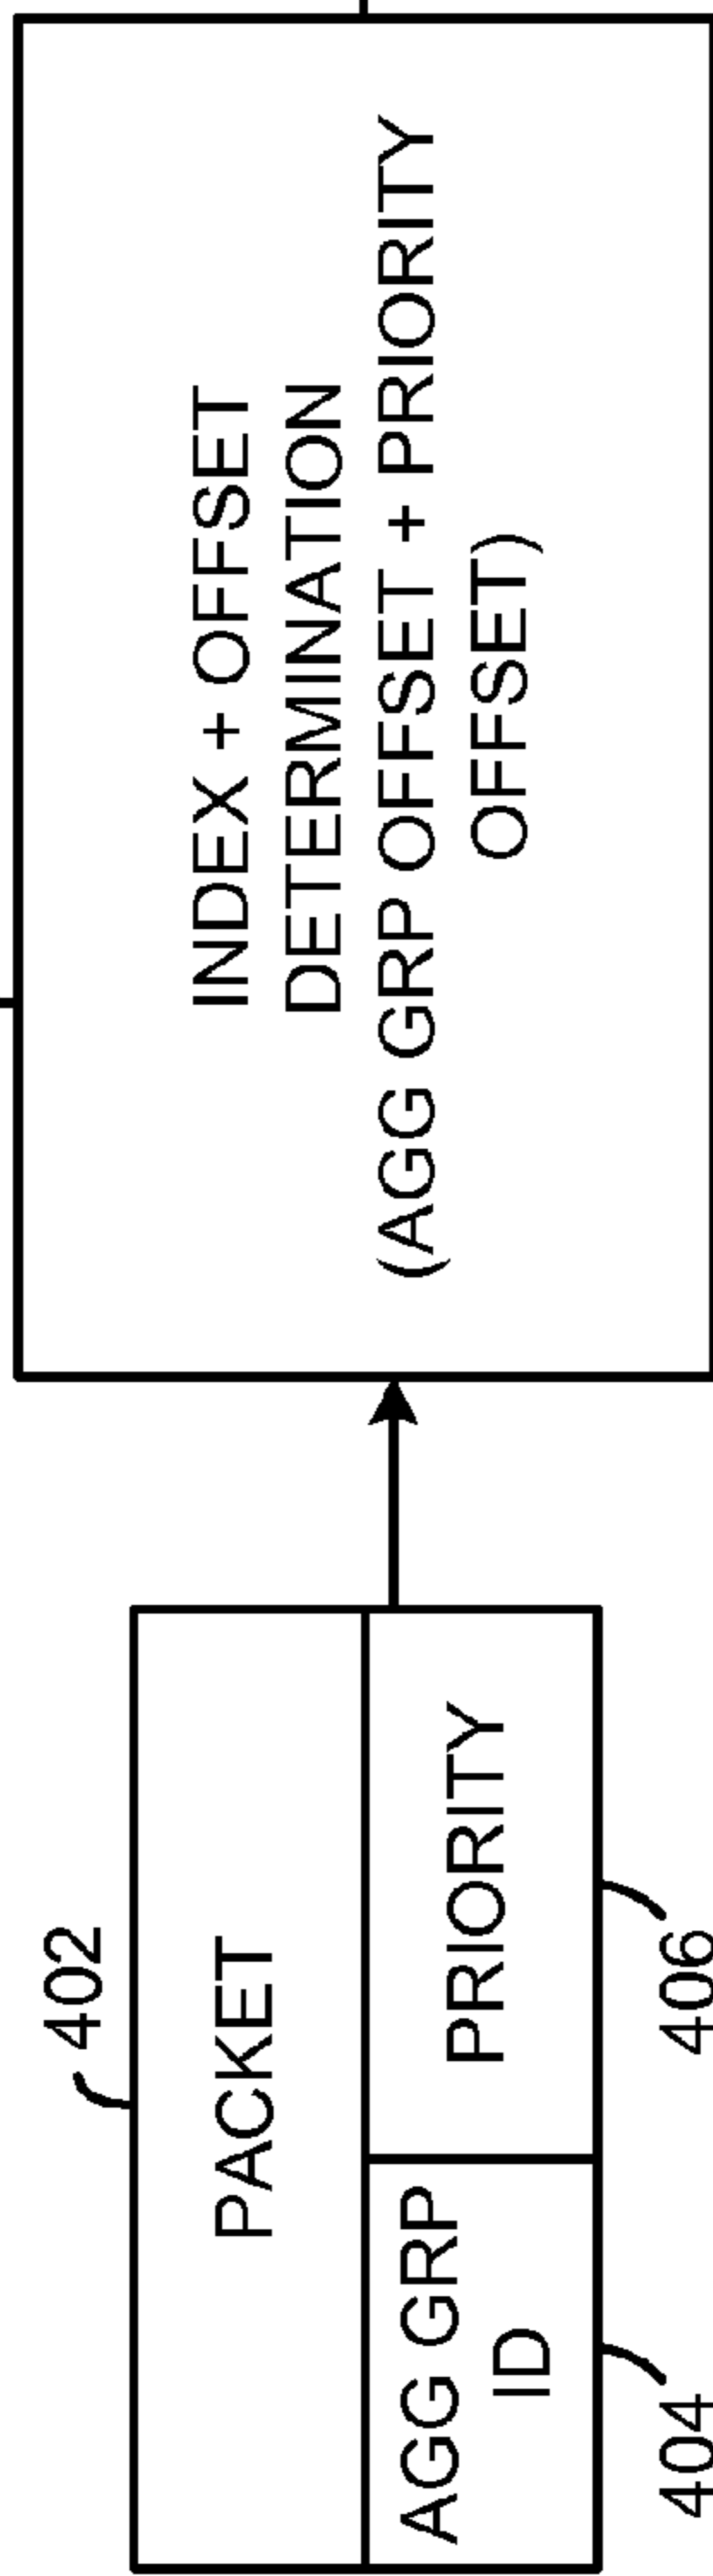 402
PACKET
AGG GRP
ID
PRIORITY
404
406
INDEX + OFFSET
DETERMINATION
(AGG GRP OFFSET + PRIORITY
OFFSET)